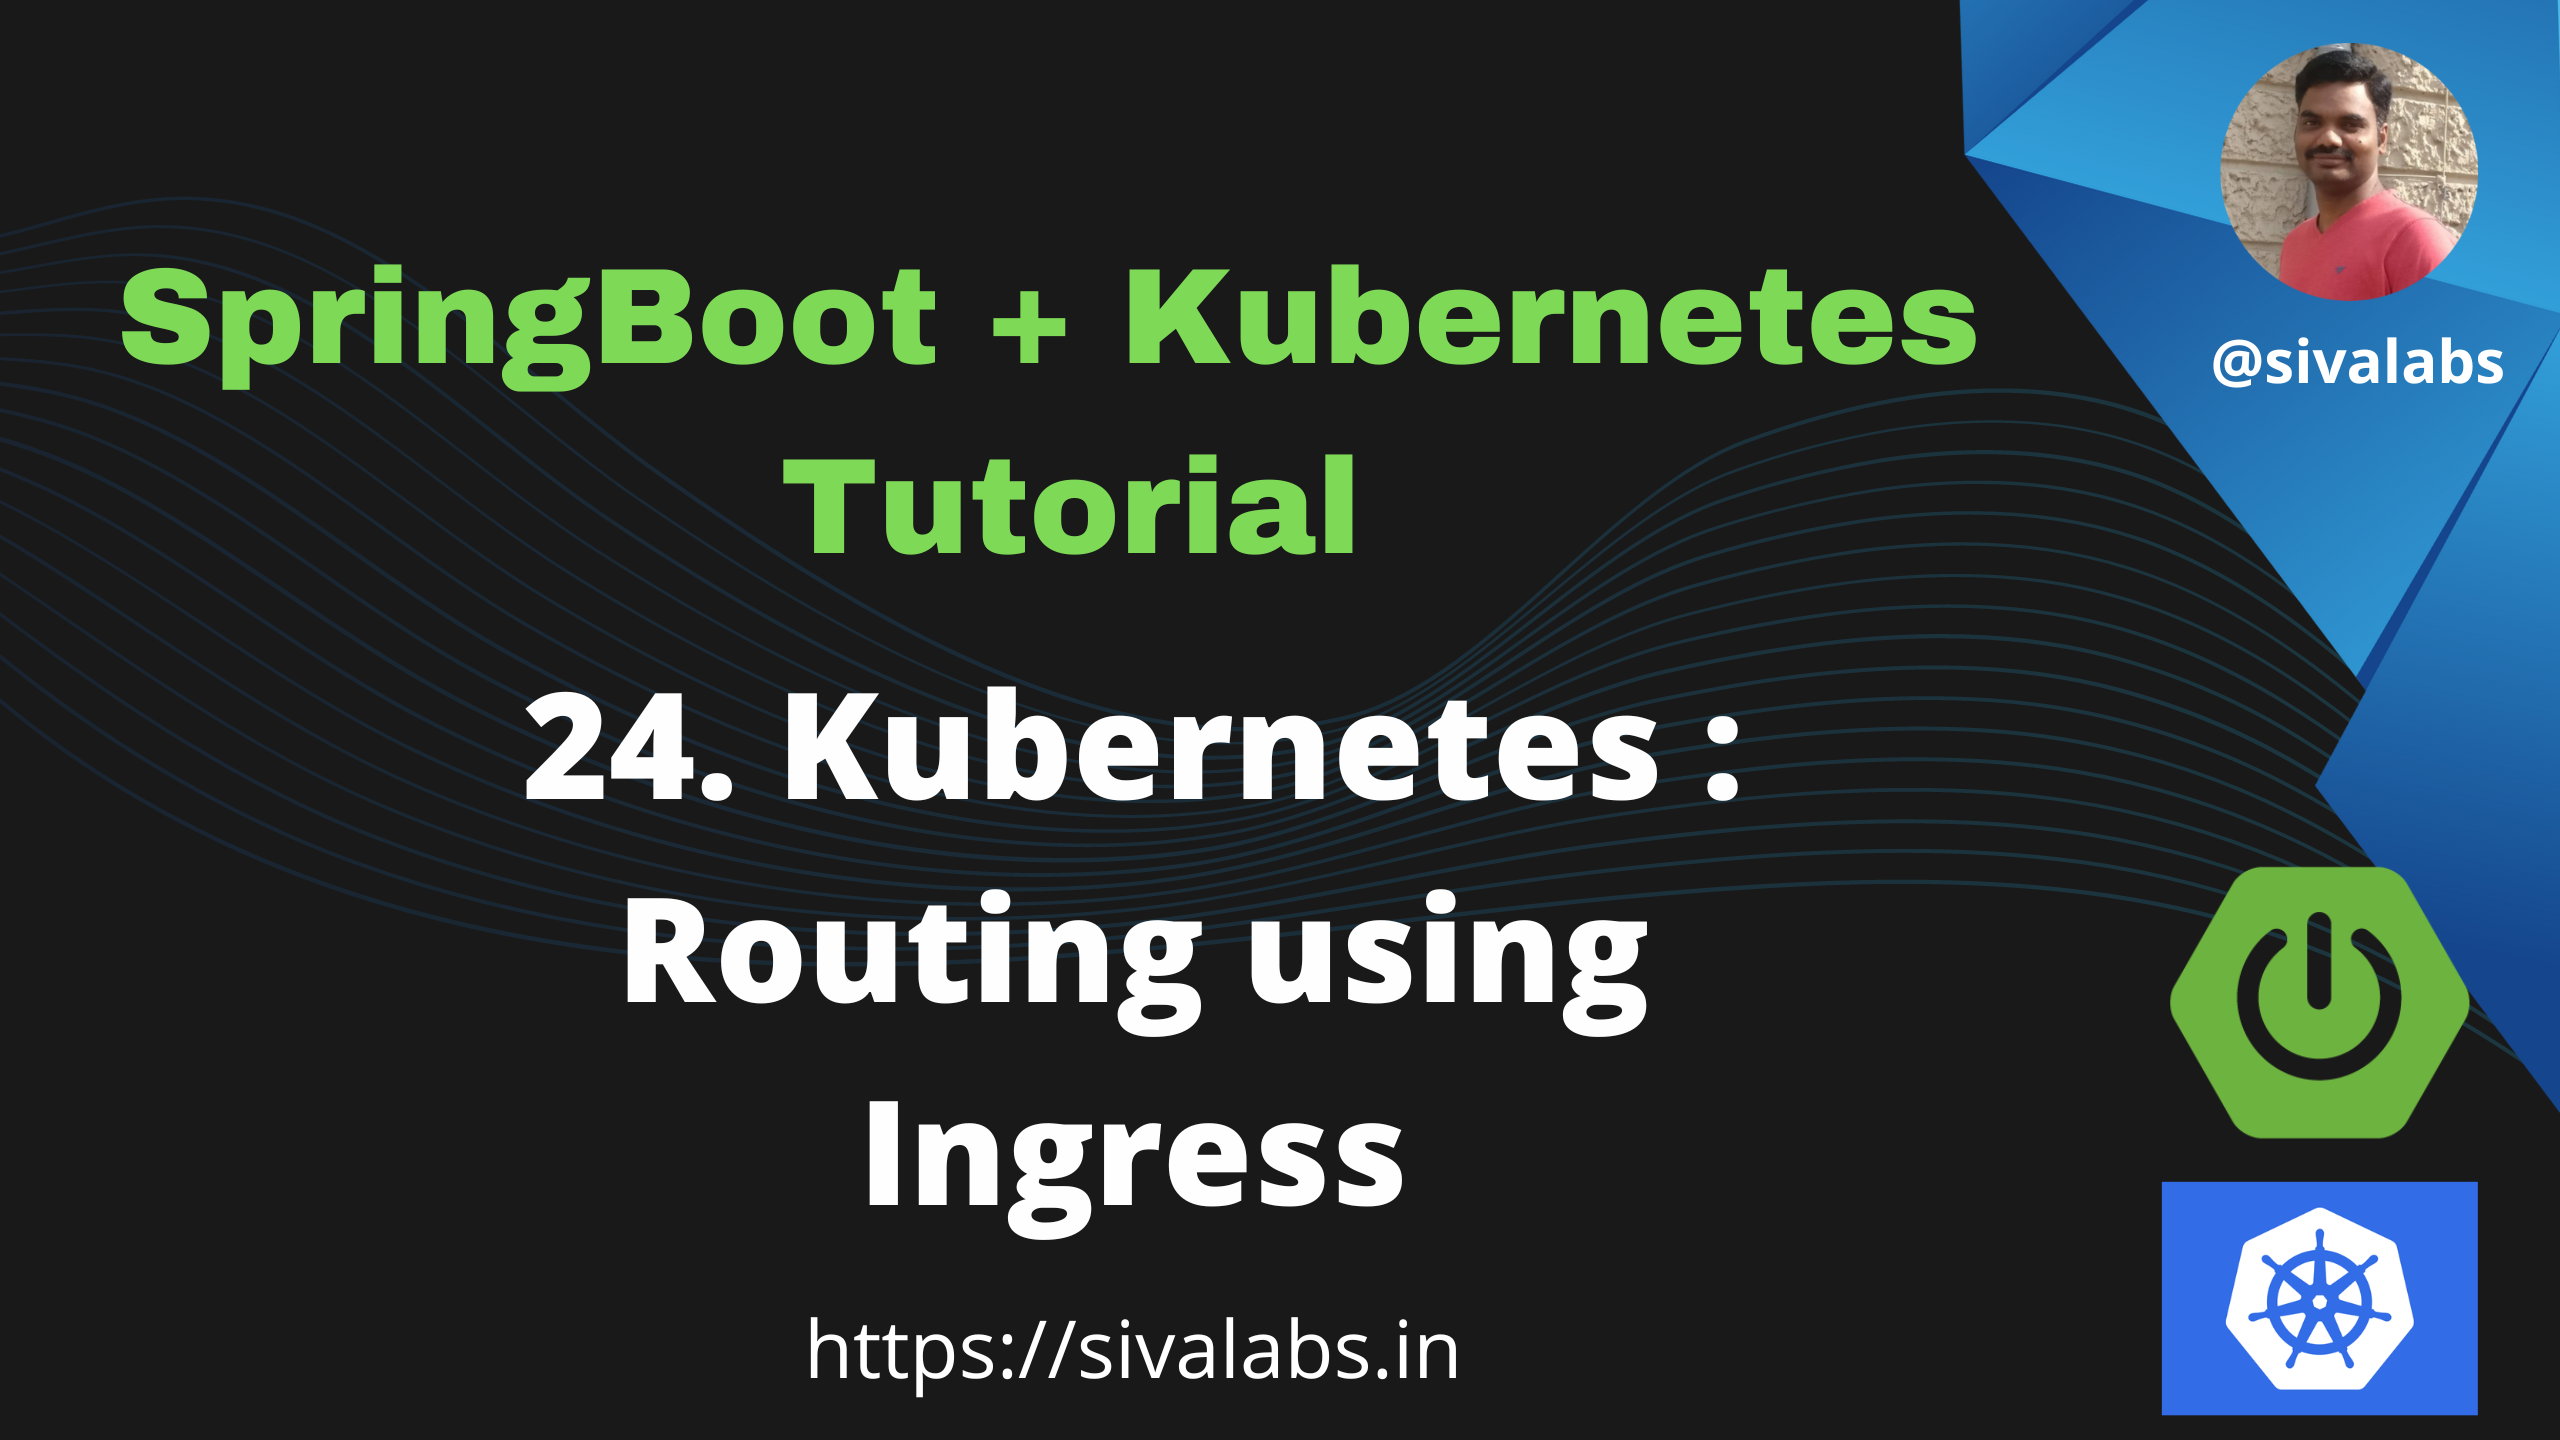 SpringBoot + Kubernetes
Tutorial
@sivalabs
24. Kubernetes :
Routing using
Ingress
https://sivalabs.in